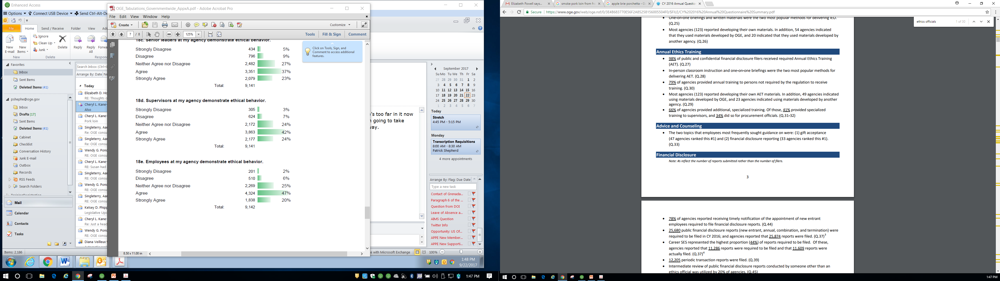 Enhanced Access
Options
Connect USB Device
Send Ctrl-Alt-De
File
Home
Send / Receive
Folder
View
New
E-mail
New
Items
New
Ignore
Clean Up
Junk
Delete
Delete
Reply
Reply
All
Forwa
Respon
Favorites
Inbox
Sent Items
Deleted Items (41)
pshephe@oge.gov
Inbox
Drafts [17]
Sent Items
Deleted Items (41)
Cabinet
Checklist
Conversation History
Junk E-mail
Outbox
Records
RSS Feeds
Search Folders
Mail
Calendar
Contacts
Tasks
Items: 2,186
Search Inbox (Ctrl+E
Arrange By: Date
Today
Elizabeth D. Ho
RE: Thoughts o
Cheryl L. Kane-
Also
Cheryl L. Kane-
Pork loin
Singleterry, Aar
Re: OGE consu
Singleterry, Aar
Re: OGE consu
Wendy G. Pond
RE: OGE consu
Cheryl L. Kane-
RE: Susan had
Singleterry, Aar
RE: OGE consu
Wendy G. Pond
RE: OGE consu
Singleterry, Aar
RE: OGE consu
Kelsey D. Phipp
Legislative Upd
Cheryl L. Kane-
Re: Just a head
Wendy G. Pond
RE: OGE consu
Diana Veilleux
OGE_Tabulations_Governmentwide_AppxA.pdf - Adobe Acrobat Pro
File Edit View Window Help
Create
Customize
7 / 8
125%
Tools
Fill & Sign
Comment
Click on Tools, Sign, and
Comment to access additional
features.
18c. Senior leaders at my agency demonstrate ethical behavior.
Strongly Disagree 434 5%
Disagree 796 9%
Neither Agree nor Disagree 2,482 27%
Agree 3,351 37%
Strongly Agree 2,079 23%
Total: 9,141
18d. Supervisors at my agency demonstrate ethical behavior.
Strongly Disagree 305 3%
Disagree 624 7%
Neither Agree nor Disagree 2,172 24%
Agree 3,863 42%
Strongly Agree 2,177 24%
Total: 9,141
18e. Employees at my agency demonstrate ethical behavior.
Strongly Disagree 201 2%
Disagree 510 6%
Neither Agree nor Disagree 2,269 25%
Agree 4,324 47%
Strongly Agree 1,838 20%
Total: 9,142
8.50 x 11.00 in
's too far in it now
going to take
way.
September 2017
Su Mo Tu We Th Fr Sa
27 28 29 30 31 1 2
3 4 5 6 7 8 9
10 11 12 13 14 15 16
17 18 19 20 21 22 23
24 25 26 27 28 29 30
1 2 3 4 5 6 7
Today
Stretch
4:45 PM - 5:15 PM
Monday
Transcription Requisitions
8:00 AM - 8:30 AM
Patrick Shepherd
4 more appointments
Arrange By: Flag: Due Date
Type a new task
Contact of Grenada...
Paragraph 6 of the ...
Question from DOI
Leave of Absence a...
AIMS Question
Twitter Info
Opportunity: US Of...
APPE New Member...
APPE New Supporti...
e with Microsoft Exchange
100%
1:48 PM
9/22/2017
1:47 PM
Elizabeth Powell says...
smoke pork loin from fro
apple brie porchetta - Go
CY 2016 Annual Question
Secure
https://www.oge.gov/web/oge.nsf/0/3E4B683770E56F2A85258156005504F0/$FILE/CY%202016%20Annual%20Questionnaire%20Summary.pdf
ethics officials
1 of 30
One-on-one briefings and written materials were the two most popular methods for delivering IEO.
(Q.25)
• Most agencies (123) reported developing their own materials. In addition, 54 agencies indicated
that they used materials developed by OGE, and 20 indicated that they used materials developed by
another agency. (Q.26)
Annual Ethics Training
• 98% of public and confidential financial disclosure filers received required Annual Ethics Training
(AET). (Q.27)
• In-person classroom instruction and one-on-one briefings were the two most popular methods for
delivering AET. (Q.28)
• 79% of agencies provided annual training to persons not required by the regulation to receive
training. (Q.30)
• Most agencies (123) reported developing their own AET materials. In addition, 49 agencies indicated
using materials developed by OGE, and 23 agencies indicated using materials developed by another
agency. (Q.29)
• 66% of agencies provided additional, specialized training. Of those, 41% provided specialized
training to supervisors, and 34% did so for procurement officials. (Q.31-32)
Advice and Counseling
• The two topics that employees most frequently sought guidance on were: (1) gift acceptance
(47 agencies ranked this #1) and (2) financial disclosure reporting (33 agencies ranked this #1).
(Q.33)
Financial Disclosure
Note: #s reflect the number of reports submitted rather than the number of filers.
3
• 78% of agencies reported receiving timely notification of the appointment of new entrant
employees required to file financial disclosure reports. (Q.44)
• 25,680 public financial disclosure reports (new entrant, annual, combination, and termination) were
required to be filed in CY 2016; and agencies reported that 25,874 reports were filed. (Q.37)3
• Career SES represented the highest proportion (44%) of reports required to be filed. Of these,
agencies reported that 11,286 reports were required to be filed and that 11,609 reports were
actually filed. (Q.37)4
• 12,205 periodic transaction reports were filed. (Q.39)
• Intermediate review of public financial disclosure reports conducted by someone other than an
ethics official was utilized by 20% of agencies. (Q.45)
1:47 PM